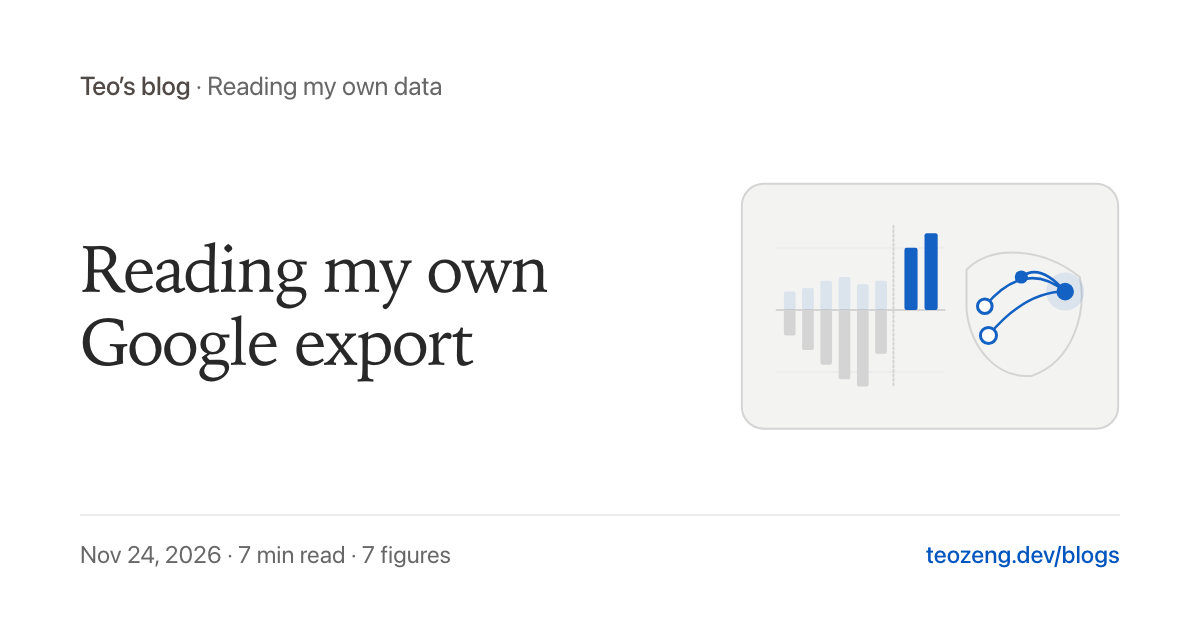 Teo’s blog · Reading my own data
Reading my own
Google export
Nov 24, 2026 · 7 min read · 7 figures
teozeng.dev/blogs